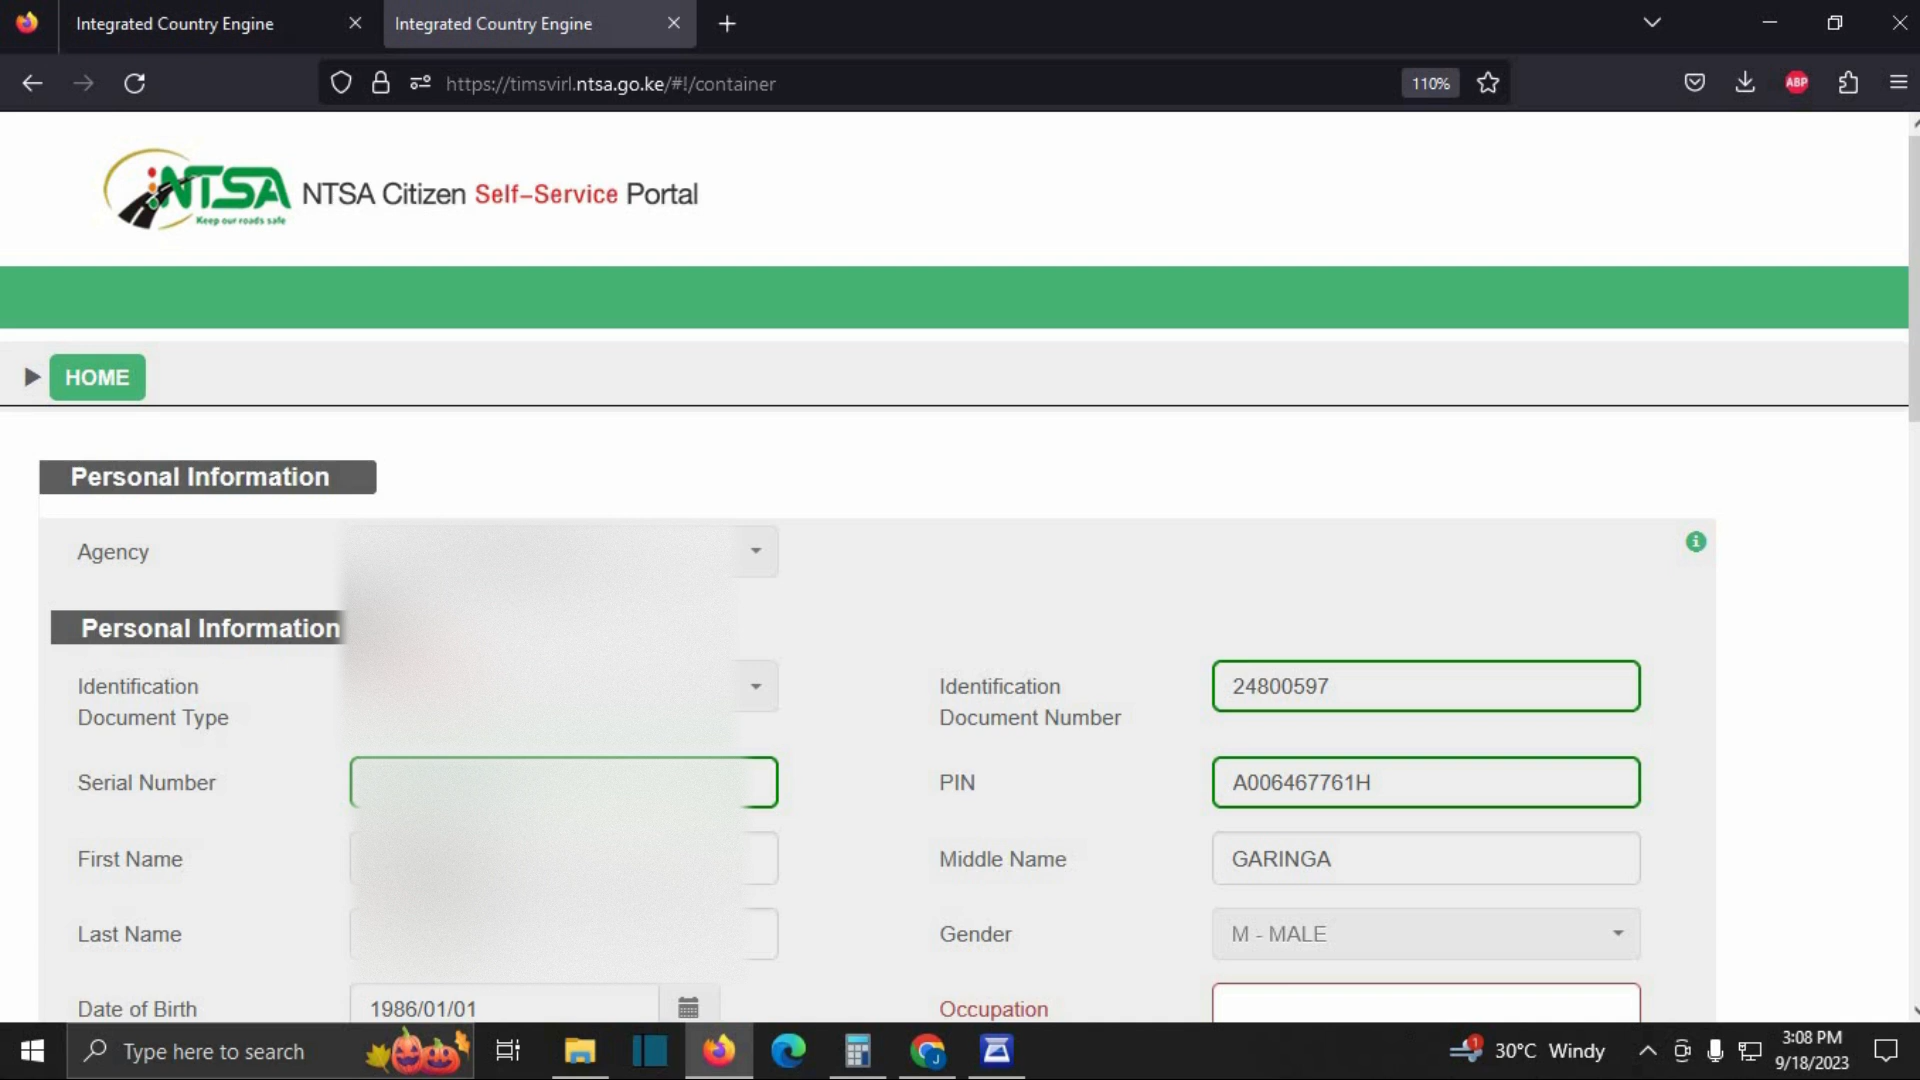 Integrated Country Engine
Integrated Country Engine
https://timsvirl.ntsa.go.ke/#!/container
110%
ABP
NTSA
Keep our roads safe
NTSA Citizen Self-Service Portal
HOME
Personal Information
Agency
Personal Information
Identification
Document Type
Identification
Document Number
24800597
Serial Number
PIN
A006467761H
First Name
Middle Name
GARINGA
Last Name
Gender
M - MALE
Date of Birth
1986/01/01
Occupation
Type here to search
J
1
30°C Windy
3:08 PM
9/18/2023